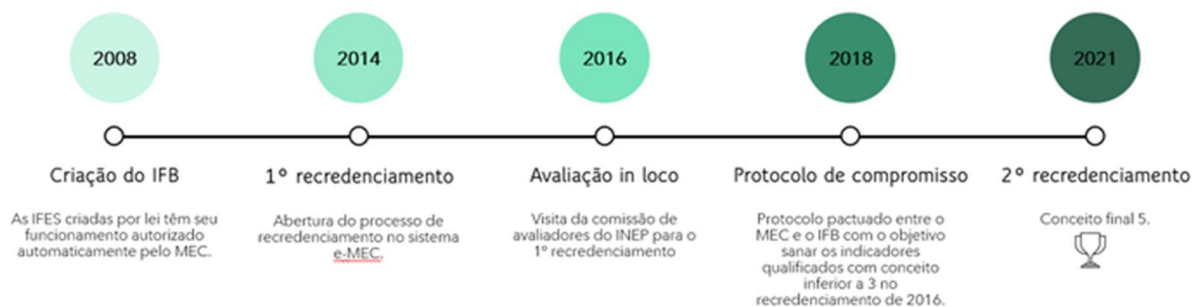 2008
2014
2016
2018
2021
Criação do IFB
1º recredenciamento
Avaliação in loco
Protocolo de compromisso
2º recredenciamento
As IFES criadas por lei têm seu
funcionamento autorizado
automaticamente pelo MEC.
Abertura do processo de
recredenciamento no sistema
e-MEC.
Visita da comissão de
avaliadores do INEP para o
1º recredenciamento
Protocolo pactuado entre o
MEC e o IFB com o objetivo
sanar os indicadores
qualificados com conceito
inferior a 3 no
recredenciamento de 2016.
Conceito final 5.